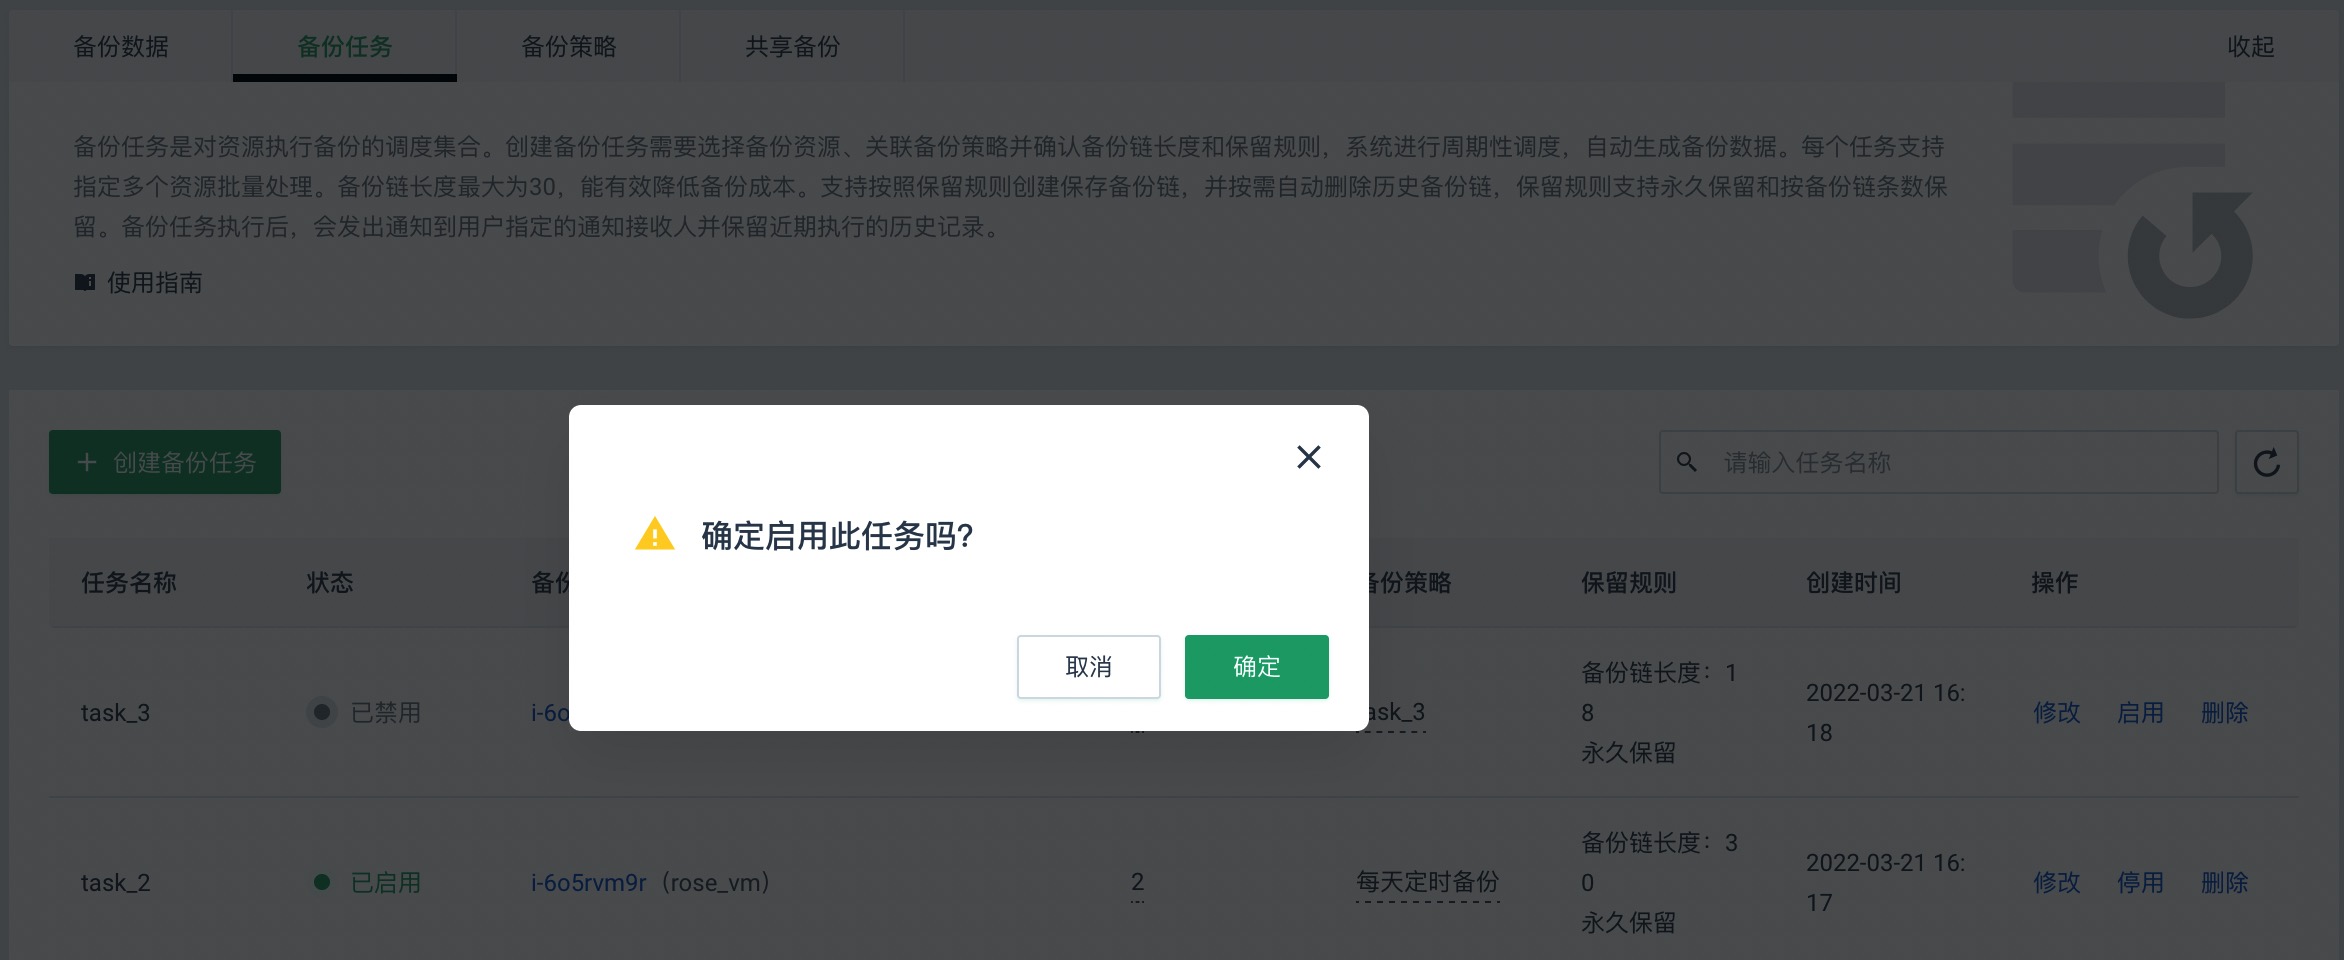 备份数据 备份任务 备份策略 共享备份 收起
备份任务是对资源执行备份的调度集合。创建备份任务需要选择备份资源、关联备份策略并确认备份链长度和保留规则，系统进行周期性调度，自动生成备份数据。每个任务支持
指定多个资源批量处理。备份链长度最大为30，能有效降低备份成本。支持按照保留规则创建保存备份链，并按需自动删除历史备份链，保留规则支持永久保留和按备份链条数保
留。备份任务执行后，会发出通知到用户指定的通知接收人并保留近期执行的历史记录。
使用指南
创建备份任务 请输入任务名称
确定启用此任务吗?
取消 确定
任务名称 状态 备份 备份策略 保留规则 创建时间 操作
task_3 已禁用 i-6o ask_3 备份链长度：1
8
永久保留 2022-03-21 16:
18 修改 启用 删除
task_2 已启用 i-6o5rvm9r（rose_vm） 2 每天定时备份 备份链长度：3
0
永久保留 2022-03-21 16:
17 修改 停用 删除